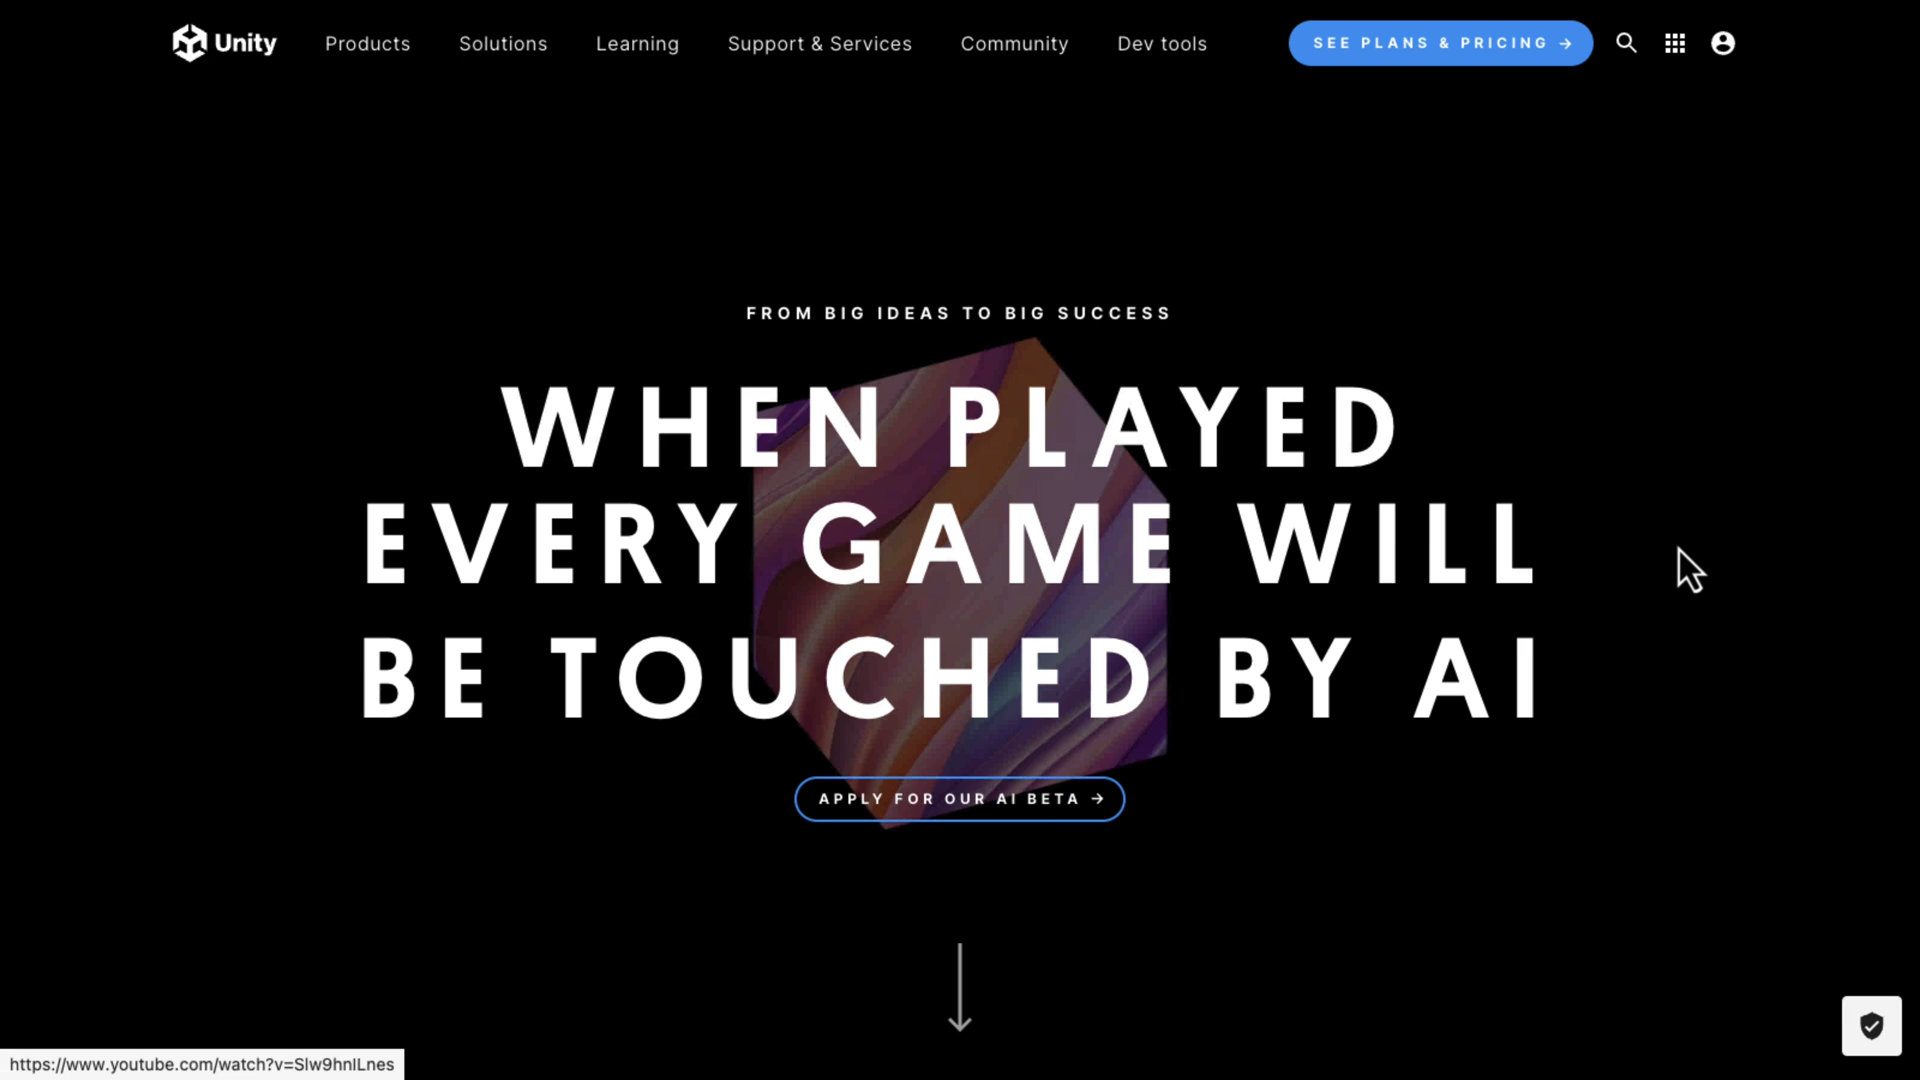 Unity
Products
Solutions
Learning
Support & Services
Community
Dev tools
SEE PLANS & PRICING →
FROM BIG IDEAS TO BIG SUCCESS
WHEN PLAYED
EVERY GAME WILL
BE TOUCHED BY AI
APPLY FOR OUR AI BETA →
https://www.youtube.com/watch?v=Slw9hnlLnes